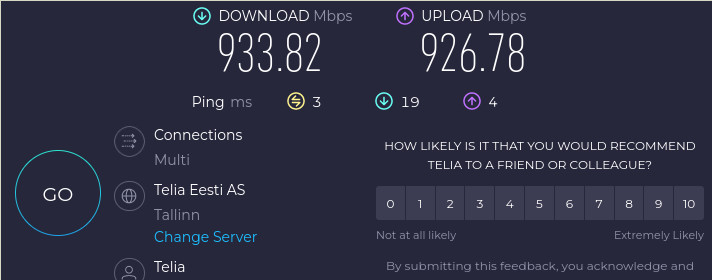 DOWNLOAD Mbps
933.82
UPLOAD Mbps
926.78
Ping ms 3 19 4
GO
Connections
Multi
Telia Eesti AS
Tallinn
Change Server
Telia
HOW LIKELY IS IT THAT YOU WOULD RECOMMEND
TELIA TO A FRIEND OR COLLEAGUE?
0 1 2 3 4 5 6 7 8 9 10
Not at all likely Extremely Likely
By submitting this feedback, you acknowledge and